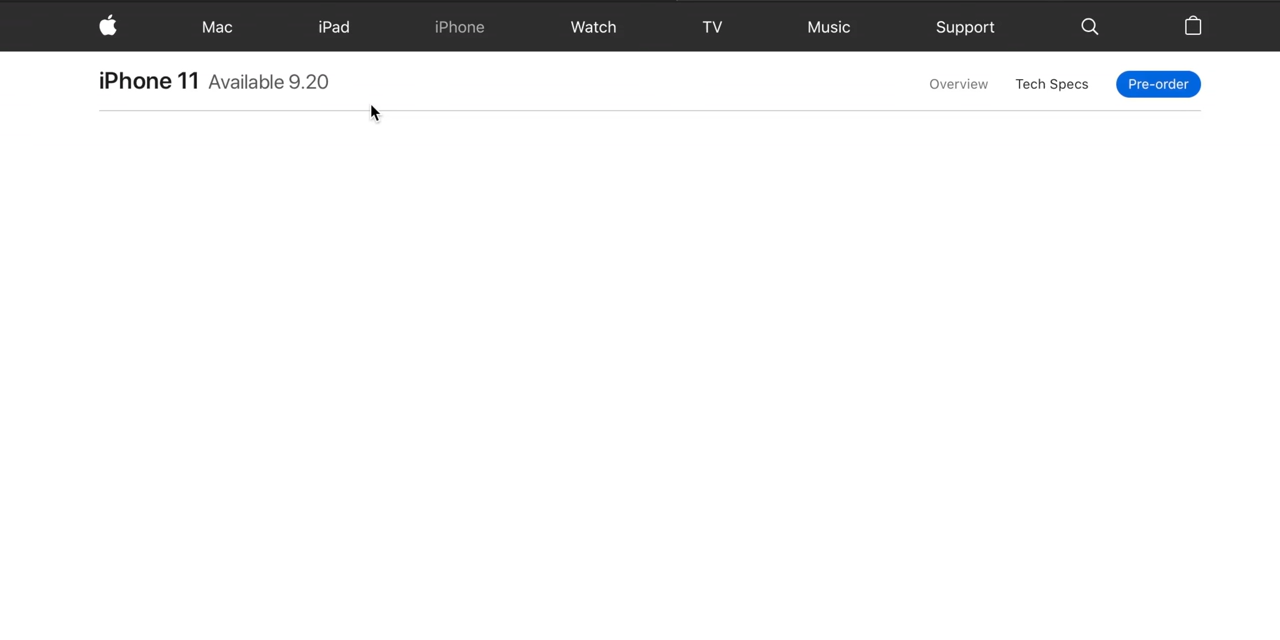 Mac iPad iPhone Watch TV Music Support
iPhone 11 Available 9.20 Overview Tech Specs Pre-order